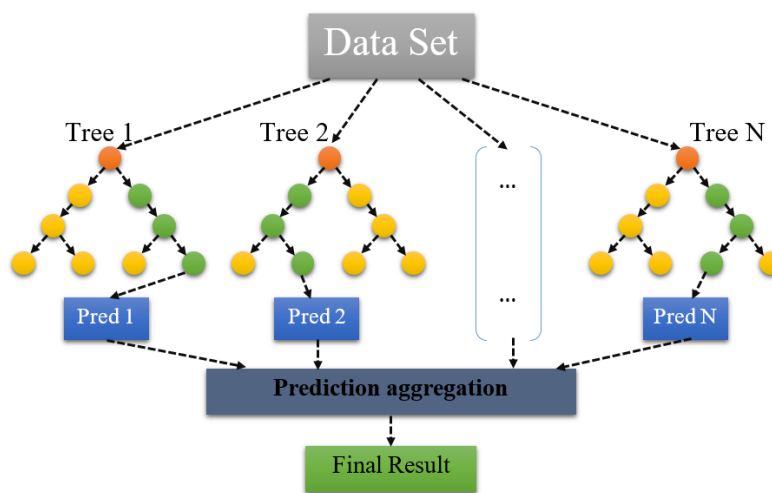 Data Set
Tree 1
Tree 2
Tree N
...
...
Pred 1
Pred 2
Pred N
Prediction aggregation
Final Result